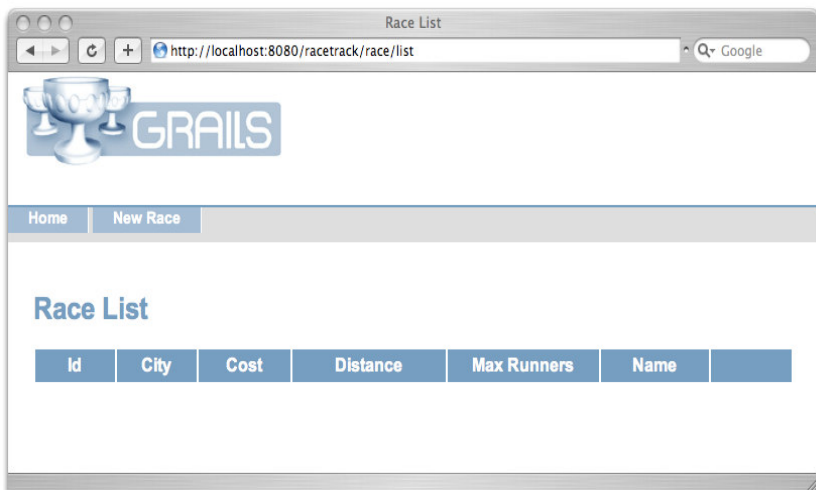 Race List
http://localhost:8080/racetrack/race/list
Google
GRAILS
Home New Race
Race List
Id City Cost Distance Max Runners Name